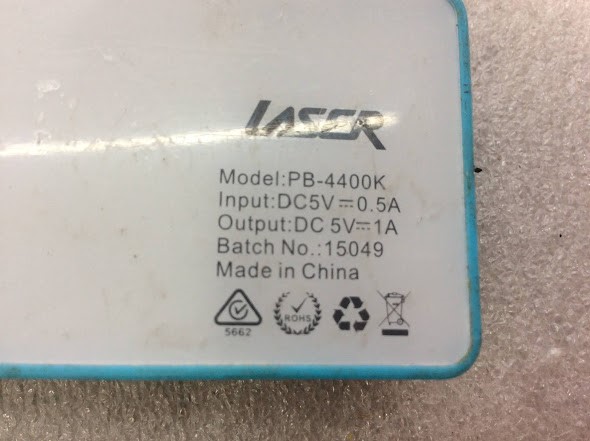 LASER
Model:PB-4400K
Input:DC5V⎓0.5A
Output:DC 5V⎓1A
Batch No.:15049
Made in China
5662
ROHS